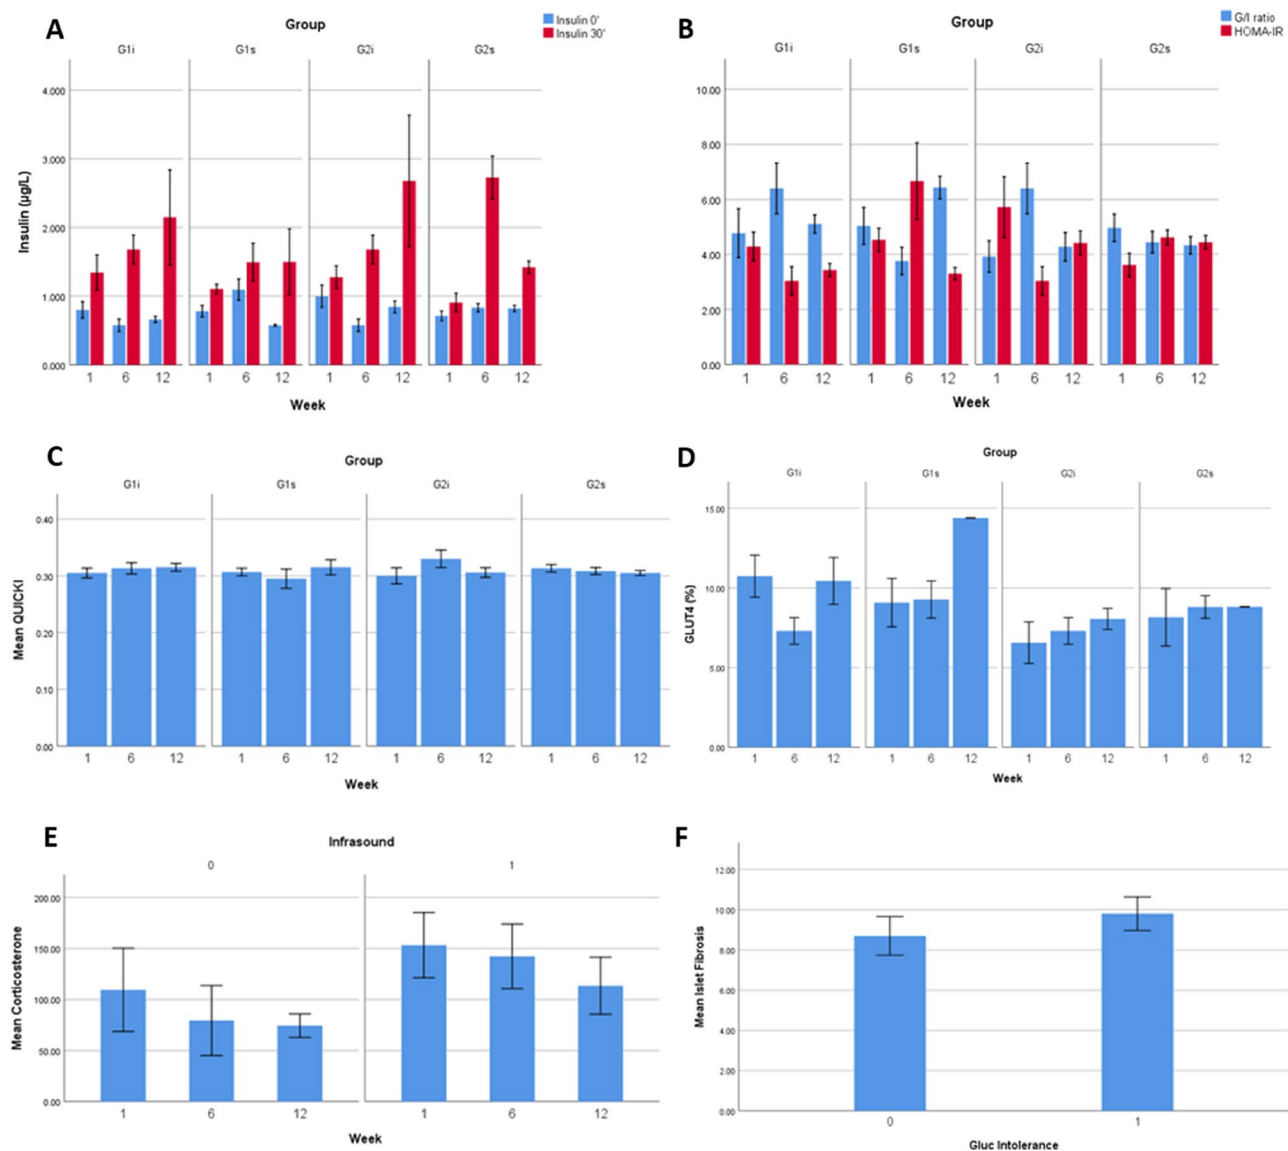 A
Group
Insulin 0'
Insulin 30'
G1i G1s G2i G2s
4.000
3.000
2.000
1.000
0.000
Insulin (µg/L)
1 6 12 1 6 12 1 6 12 1 6 12
Week
B
Group
G/I ratio
HOMA-IR
G1i G1s G2i G2s
10.00
8.00
6.00
4.00
2.00
0.00
1 6 12 1 6 12 1 6 12 1 6 12
Week
C
Group
G1i G1s G2i G2s
0.40
0.30
0.20
0.10
0.00
Mean QUICKI
1 6 12 1 6 12 1 6 12 1 6 12
Week
D
Group
G1i G1s G2i G2s
15.00
10.00
5.00
0.00
GLUT4 (%)
1 6 12 1 6 12 1 6 12 1 6 12
Week
E
Infrasound
0 1
200.00
150.00
100.00
50.00
0.00
Mean Corticosterone
1 6 12 1 6 12
Week
F
12.00
10.00
8.00
6.00
4.00
2.00
0.00
Mean Islet Fibrosis
0 1
Gluc Intolerance